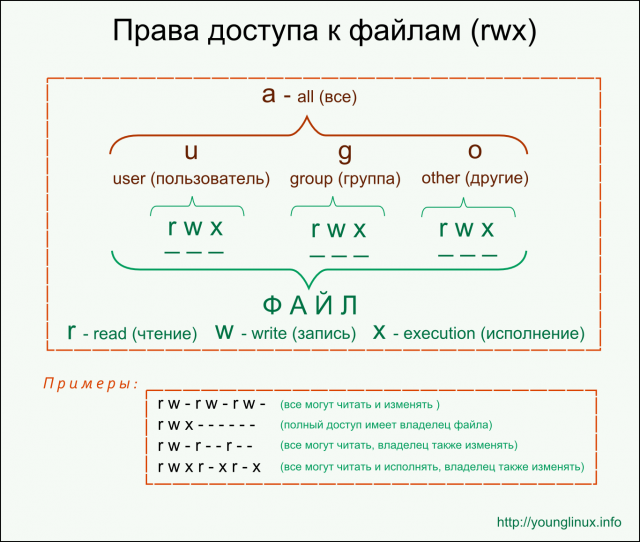 Права доступа к файлам (rwx)
a - all (все)
u g o
user (пользователь) group (группа) other (другие)
r w x r w x r w x
_ _ _ _ _ _ _ _ _
ФАЙЛ
r - read (чтение) w - write (запись) x - execution (исполнение)
Примеры:
r w - r w - r w - (все могут читать и изменять )
r w x - - - - - - (полный доступ имеет владелец файла)
r w - r - - r - - (все могут читать, владелец также изменять)
r w x r - x r - x (все могут читать и исполнять, владелец также изменять)
http://younglinux.info